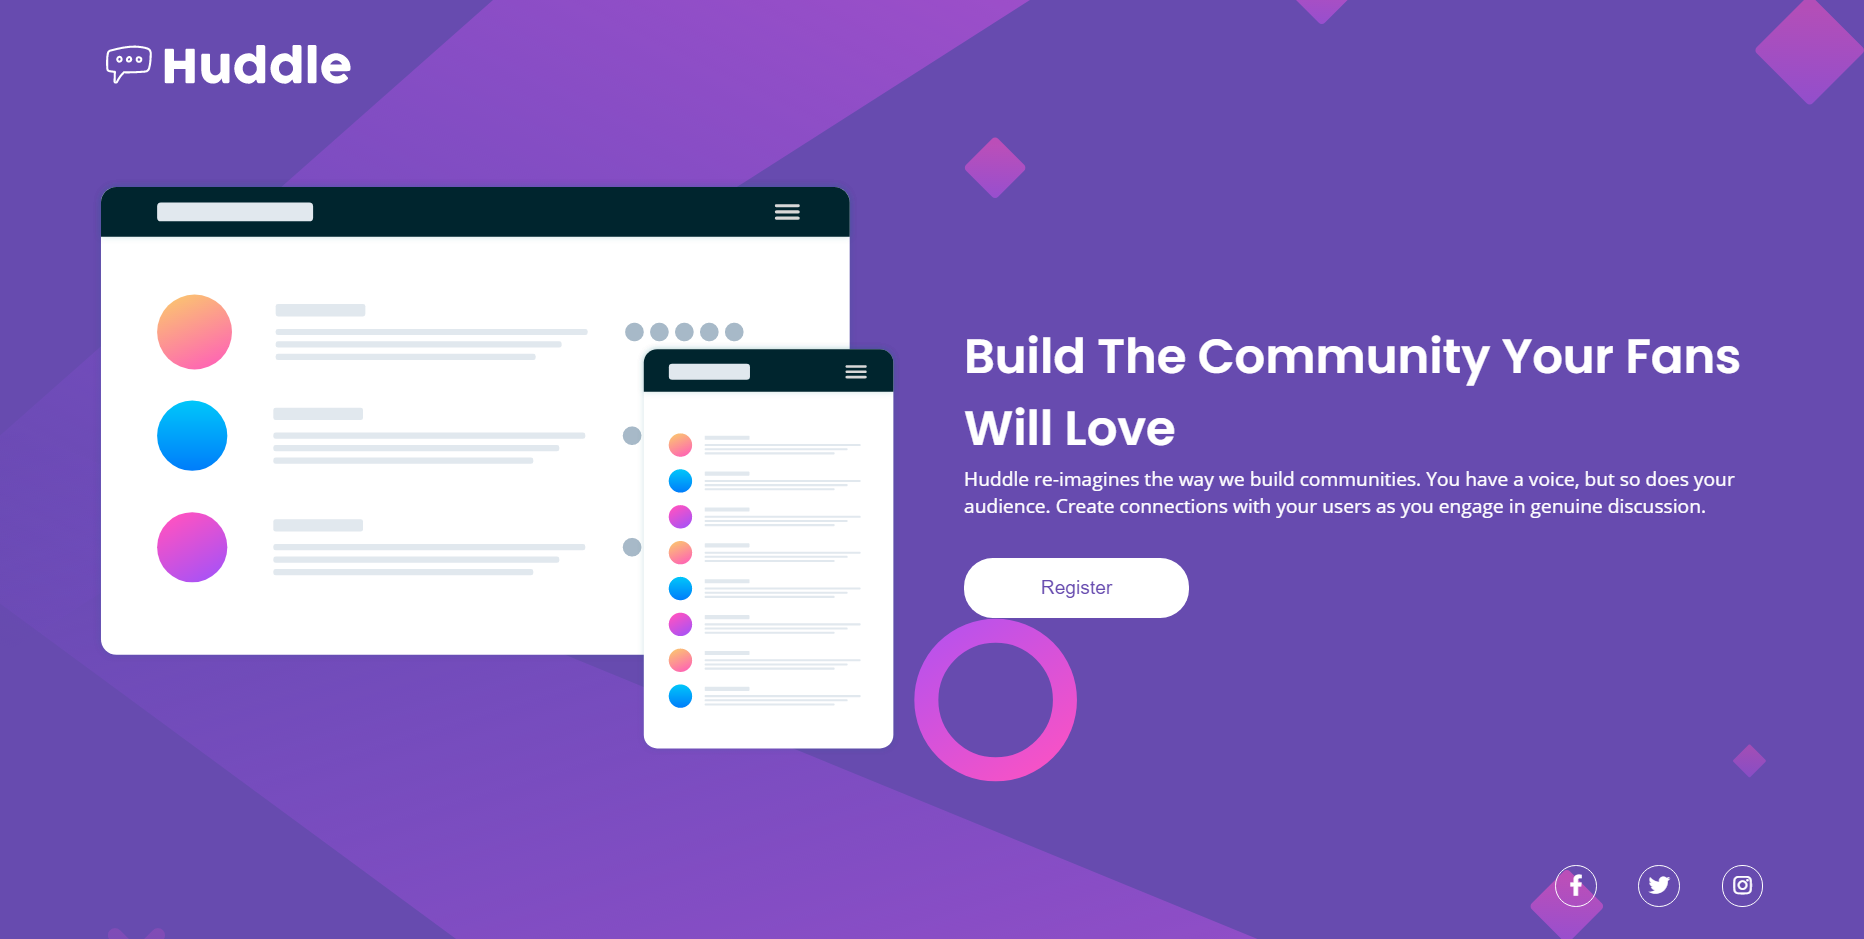 Huddle
Build The Community Your Fans
Will Love
Huddle re-imagines the way we build communities. You have a voice, but so does your
audience. Create connections with your users as you engage in genuine discussion.
Register